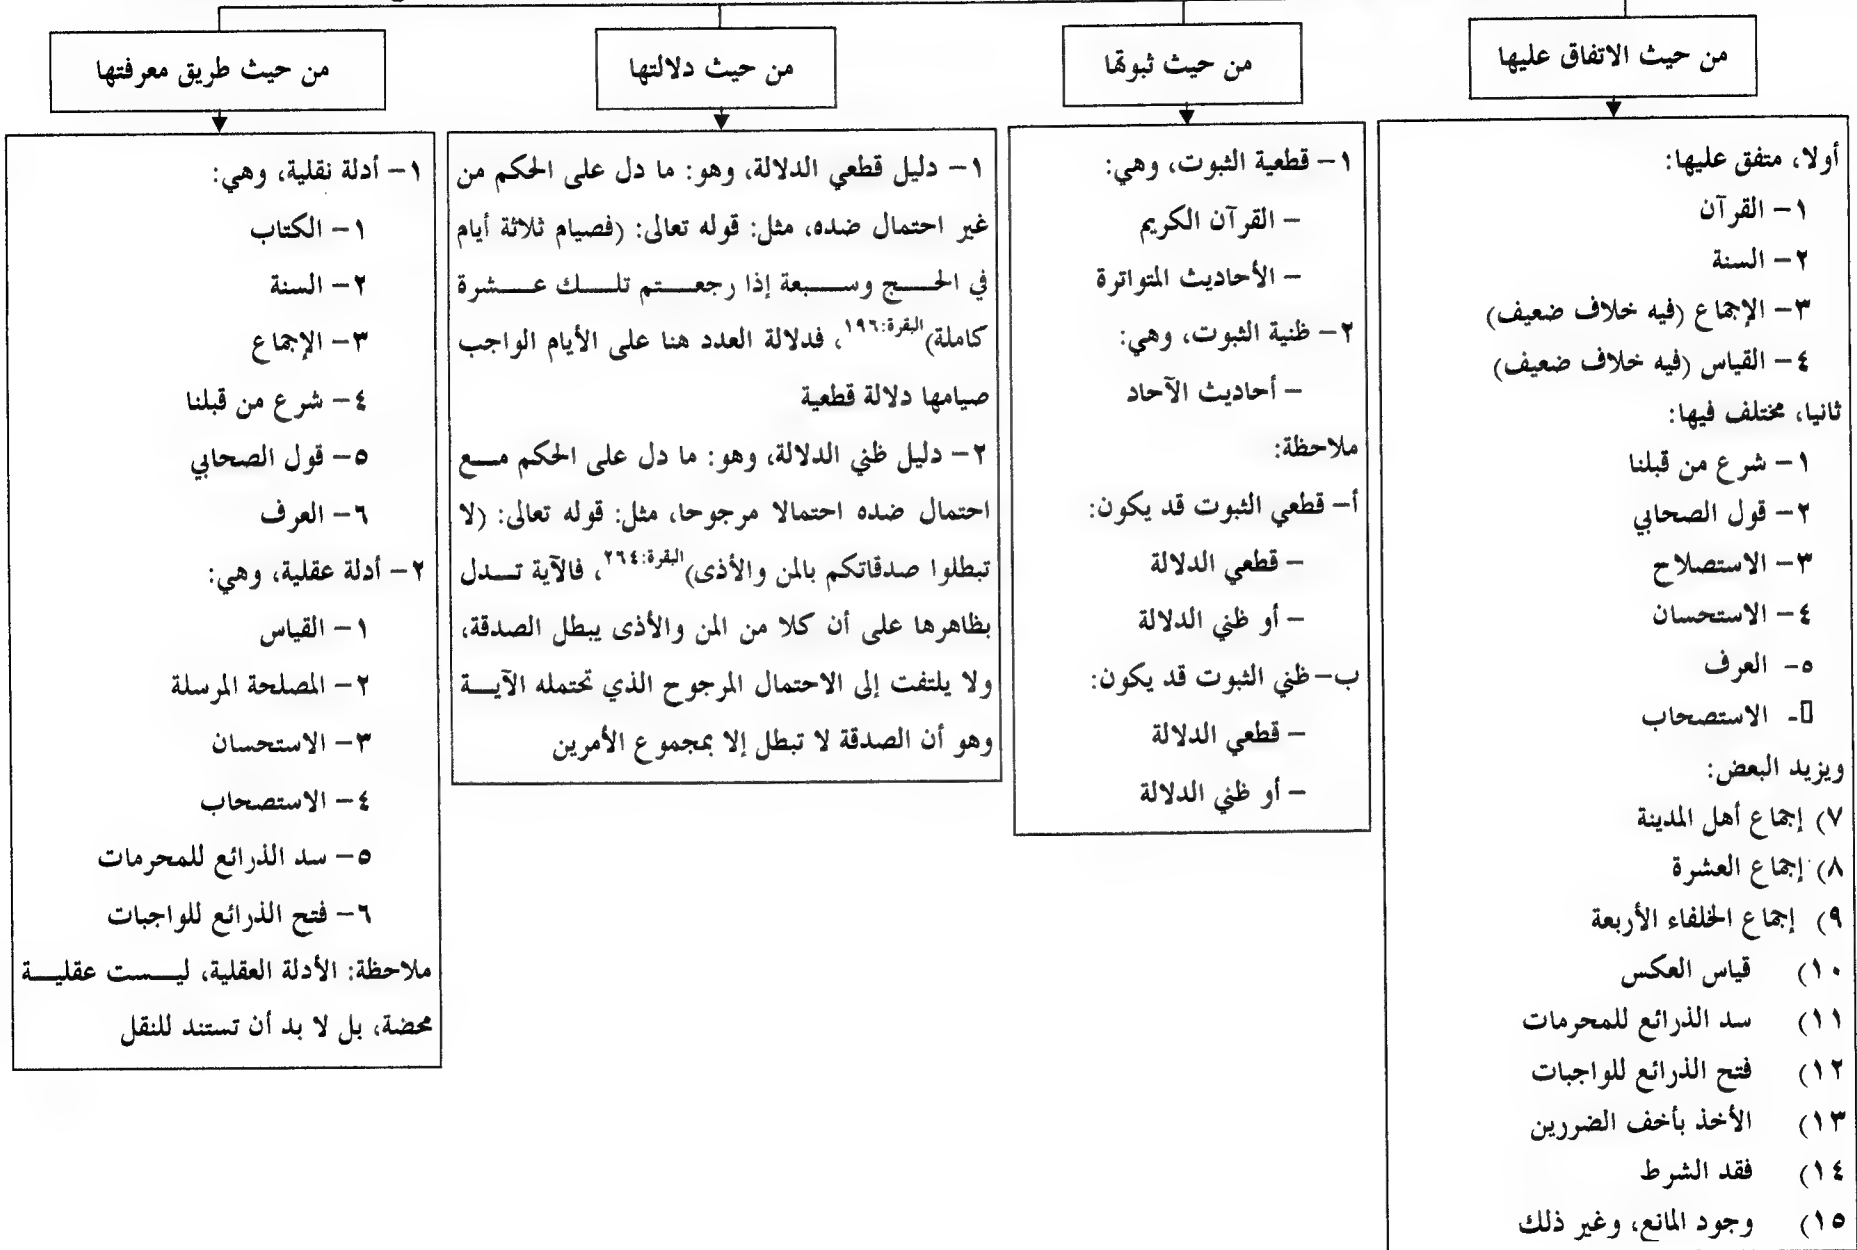 من حيث الاتفاق عليها
أولا، متفق عليها:
١- القرآن
٢- السنة
٣- الإجماع (فيه خلاف ضعيف)
٤- القياس (فيه خلاف ضعيف)
ثانيا، مختلف فيها:
١- شرع من قبلنا
٢- قول الصحابي
٣- الاستصلاح
٤- الاستحسان
٥- العرف
- الاستصحاب
ويزيد البعض:
٧) إجماع أهل المدينة
٨) إجماع العشرة
٩) إجماع الخلفاء الأربعة
١٠) قياس العكس
١١) سد الذرائع للمحرمات
١٢) فتح الذرائع للواجبات
١٣) الأخذ بأخف الضررين
١٤) فقد الشرط
١٥) وجود المانع، وغير ذلك
من حيث ثبوتها
١- قطعية الثبوت، وهي:
- القرآن الكريم
- الأحاديث المتواترة
٢- ظنية الثبوت، وهي:
- أحاديث الآحاد
ملاحظة:
أ- قطعي الثبوت قد يكون:
- قطعي الدلالة
- أو ظني الدلالة
ب- ظني الثبوت قد يكون:
- قطعي الدلالة
- أو ظني الدلالة
من حيث دلالتها
١- دليل قطعي الدلالة، وهو: ما دل على الحكم من
غير احتمال ضده، مثل: قوله تعالى: (فصيام ثلاثة أيام
في الحج وسبعة إذا رجعتم تلك عشرة
كاملة) البقرة:١٩٦، فدلالة العدد هنا على الأيام الواجب
صيامها دلالة قطعية
٢- دليل ظني الدلالة، وهو: ما دل على الحكم مع
احتمال ضده احتمالا مرجوحا، مثل: قوله تعالى: (لا
تبطلوا صدقاتكم بالمن والأذى) البقرة:٢٦٤، فالآية تدل
بظاهرها على أن كلا من المن والأذى يبطل الصدقة،
ولا يلتفت إلى الاحتمال المرجوح الذي تحتمله الآية
وهو أن الصدقة لا تبطل إلا بمجموع الأمرين
من حيث طريق معرفتها
١- أدلة نقلية، وهي:
١- الكتاب
٢- السنة
٣- الإجماع
٤- شرع من قبلنا
٥- قول الصحابي
٦- العرف
٢- أدلة عقلية، وهي:
١- القياس
٢- المصلحة المرسلة
٣- الاستحسان
٤- الاستصحاب
٥- سد الذرائع للمحرمات
٦- فتح الذرائع للواجبات
ملاحظة: الأدلة العقلية، ليست عقلية
محضة، بل لا بد أن تستند للنقل